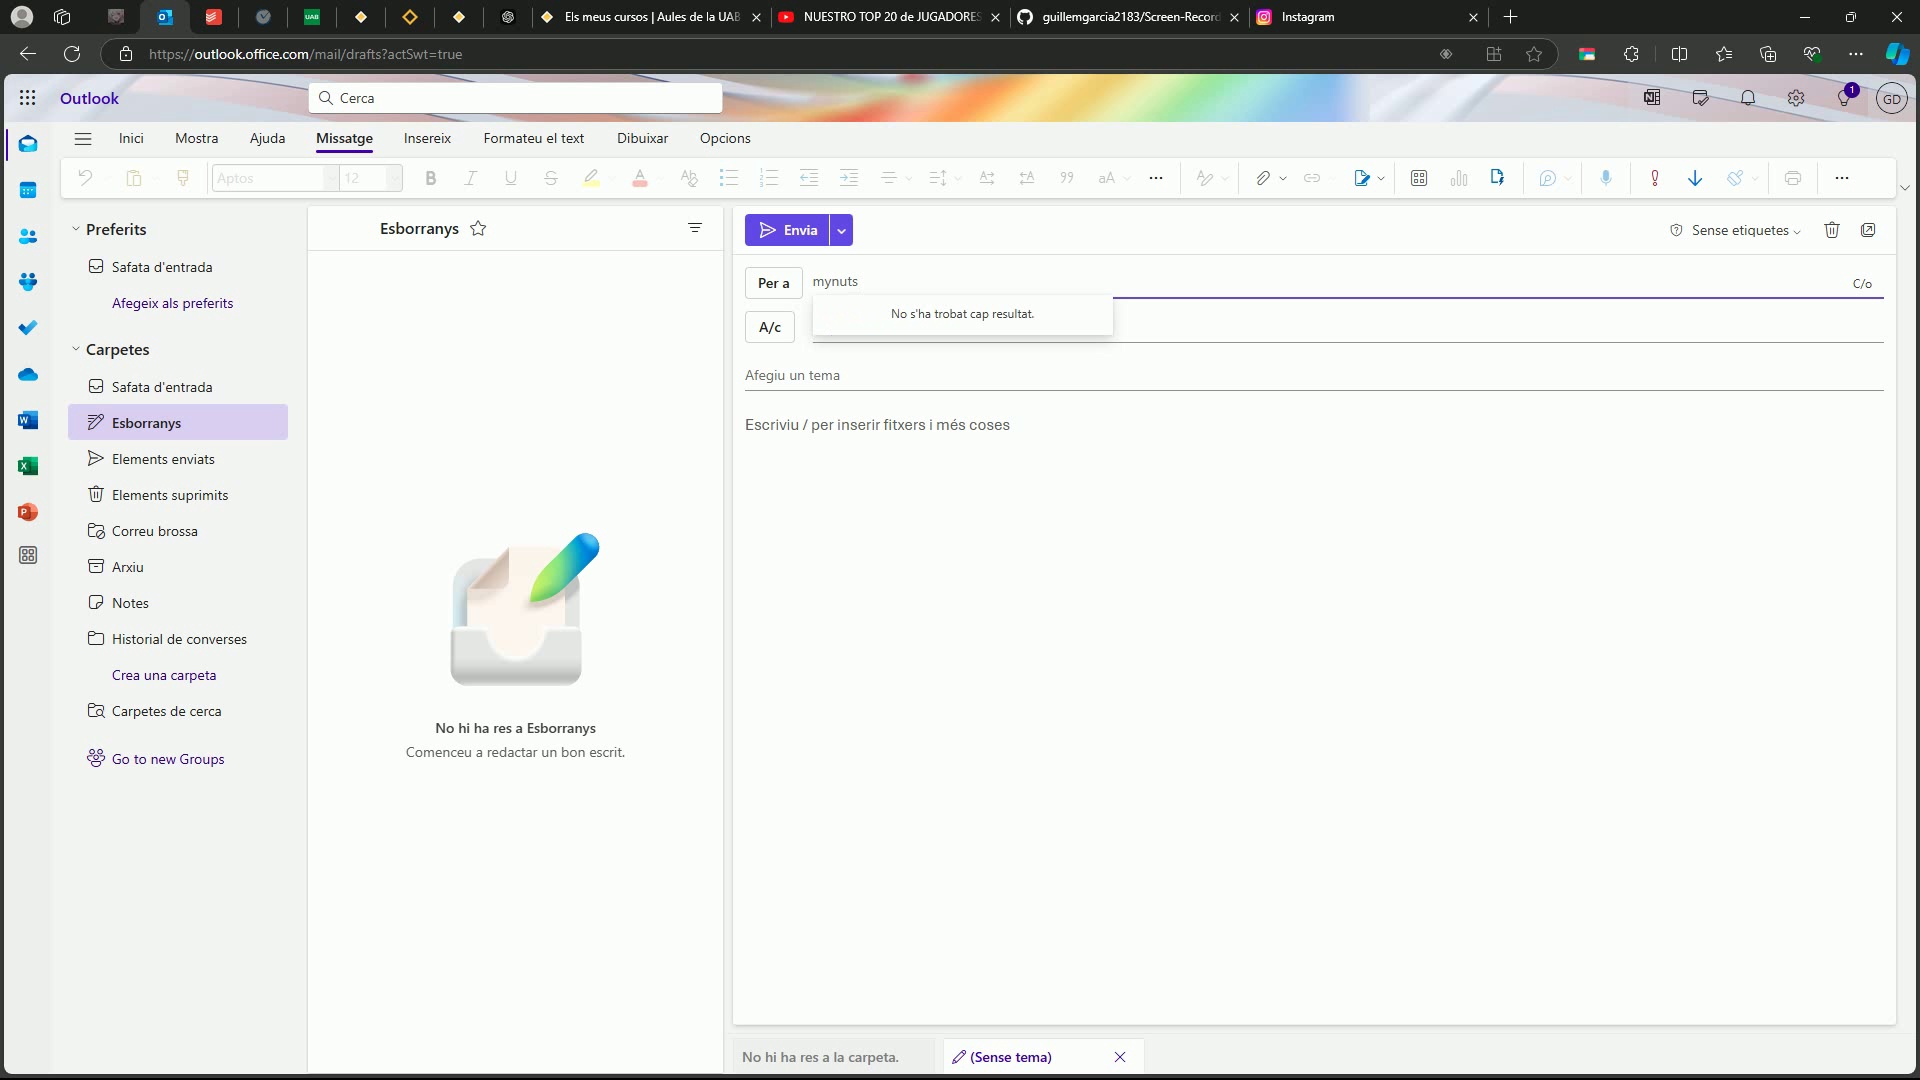 Els meus cursos | Aules de la UAB
NUESTRO TOP 20 de JUGADORES
guillemgarcia2183/Screen-Record
Instagram
https://outlook.office.com/mail/drafts?actSwt=true
Outlook
Cerca
1
GD
Inici
Mostra
Ajuda
Missatge
Insereix
Formateu el text
Dibuixar
Opcions
Aptos
12
Preferits
Safata d'entrada
Afegeix als preferits
Carpetes
Safata d'entrada
Esborranys
Elements enviats
Elements suprimits
Correu brossa
Arxiu
Notes
Historial de converses
Crea una carpeta
Carpetes de cerca
Go to new Groups
Esborranys
No hi ha res a Esborranys
Comenceu a redactar un bon escrit.
Envia
Sense etiquetes
Per a
mynuts
C/o
No s'ha trobat cap resultat.
A/c
Afegiu un tema
Escriviu / per inserir fitxers i més coses
No hi ha res a la carpeta.
(Sense tema)